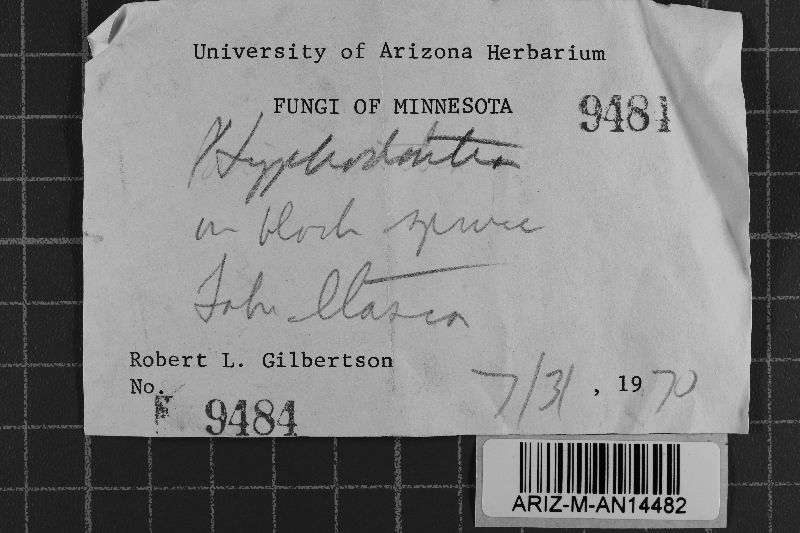 University of Arizona Herbarium
FUNGI OF MINNESOTA 9481
Hyphodontia
on black spruce
Lake Itasca
Robert L. Gilbertson
No. 7/31, 1970
F 9484
ARIZ-M-AN14482